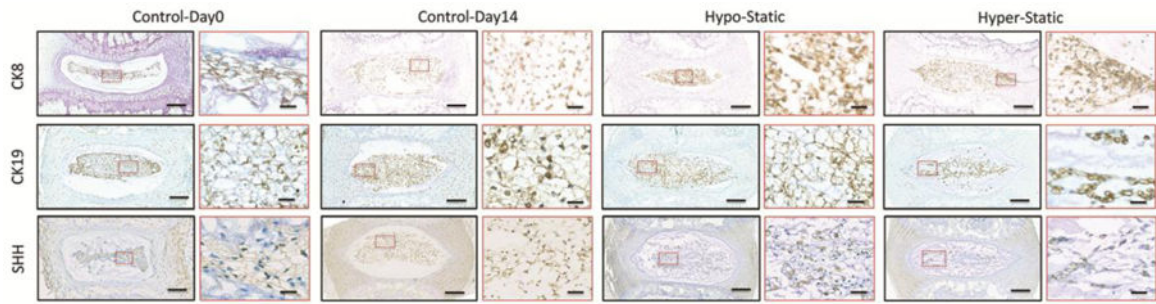 Control-Day0 Control-Day14 Hypo-Static Hyper-Static
CK8
CK19
SHH